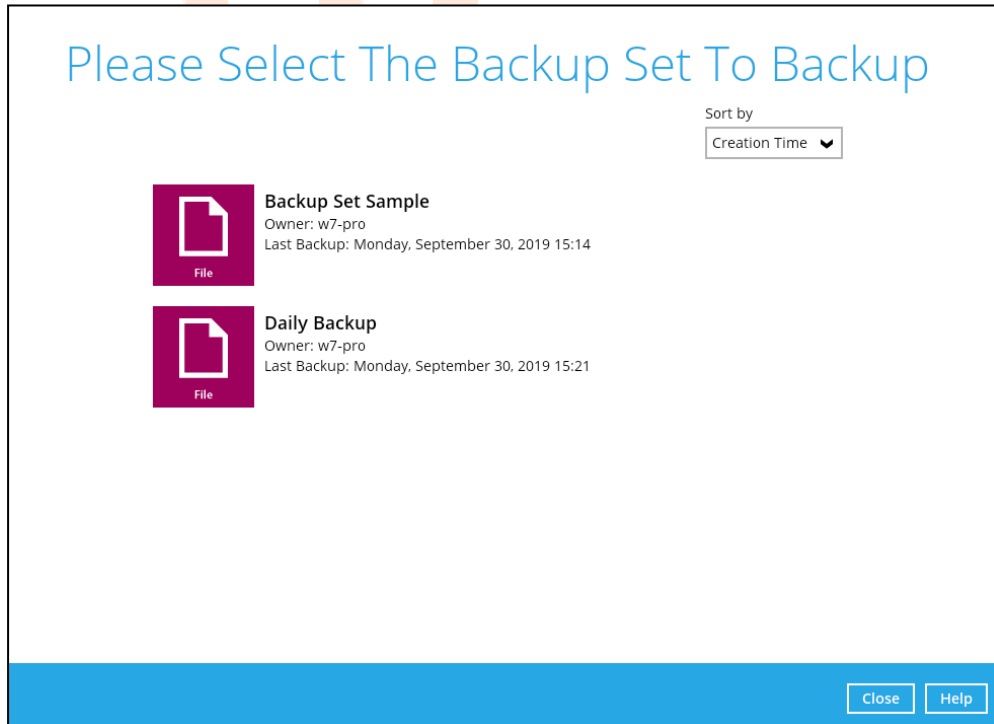 Please Select The Backup Set To Backup
Sort by
Creation Time
File
Backup Set Sample
Owner: w7-pro
Last Backup: Monday, September 30, 2019 15:14
File
Daily Backup
Owner: w7-pro
Last Backup: Monday, September 30, 2019 15:21
Close
Help